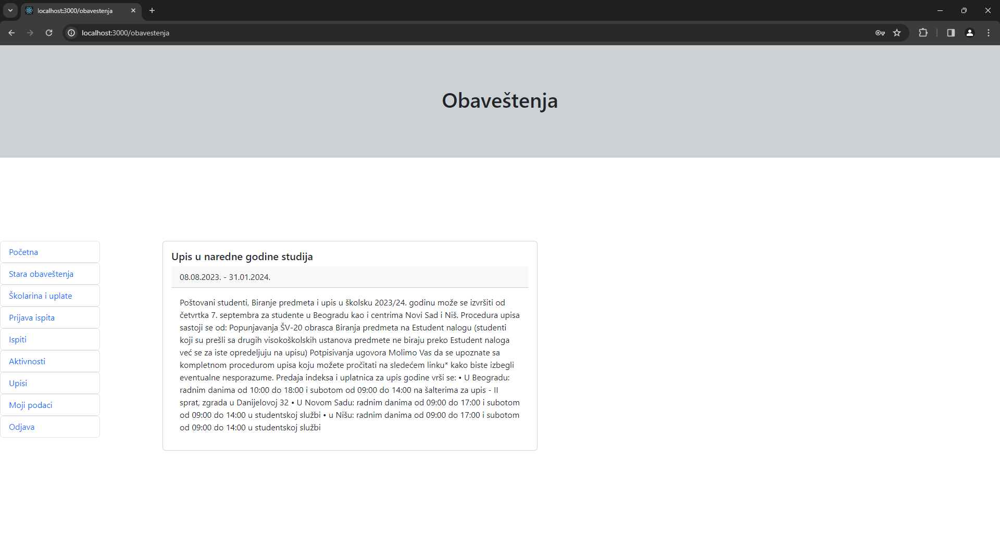 localhost:3000/obavestenja
localhost:3000/obavestenja
Obaveštenja
Početna
Stara obaveštenja
Školarina i uplate
Prijava ispita
Ispiti
Aktivnosti
Upisi
Moji podaci
Odjava
Upis u naredne godine studija
08.08.2023. - 31.01.2024.
Poštovani studenti, Biranje predmeta i upis u školsku 2023/24. godinu može se izvršiti od
četvrtka 7. septembra za studente u Beogradu kao i centrima Novi Sad i Niš. Procedura upisa
sastoji se od: Popunjavanja ŠV-20 obrasca Biranja predmeta na Estudent nalogu (studenti
koji su prešli sa drugih visokoškolskih ustanova predmete ne biraju preko Estudent naloga
već se za iste opredeljuju na upisu) Potpisivanja ugovora Molimo Vas da se upoznate sa
kompletnom procedurom upisa koju možete pročitati na sledećem linku* kako biste izbegli
eventualne nesporazume. Predaja indeksa i uplatnica za upis godine vrši se: • U Beogradu:
radnim danima od 10:00 do 18:00 i subotom od 09:00 do 14:00 na šalterima za upis - II
sprat, zgrada u Danijelovoj 32 • U Novom Sadu: radnim danima od 09:00 do 17:00 i subotom
od 09:00 do 14:00 u studentskoj službi • u Nišu: radnim danima od 09:00 do 17:00 i subotom
od 09:00 do 14:00 u studentskoj službi